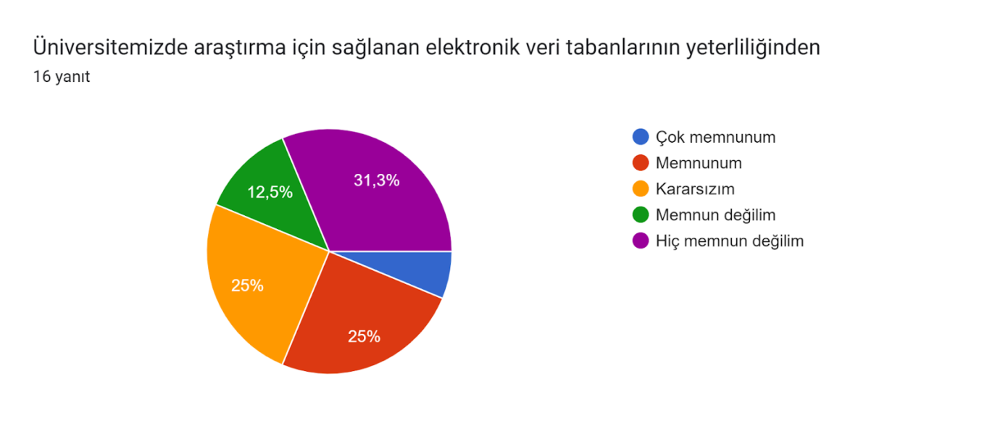 Üniversitemizde araştırma için sağlanan elektronik veri tabanlarının yeterliliğinden
16 yanıt
31,3%
12,5%
25%
25%
Çok memnunum
Memnunum
Kararsızım
Memnun değilim
Hiç memnun değilim